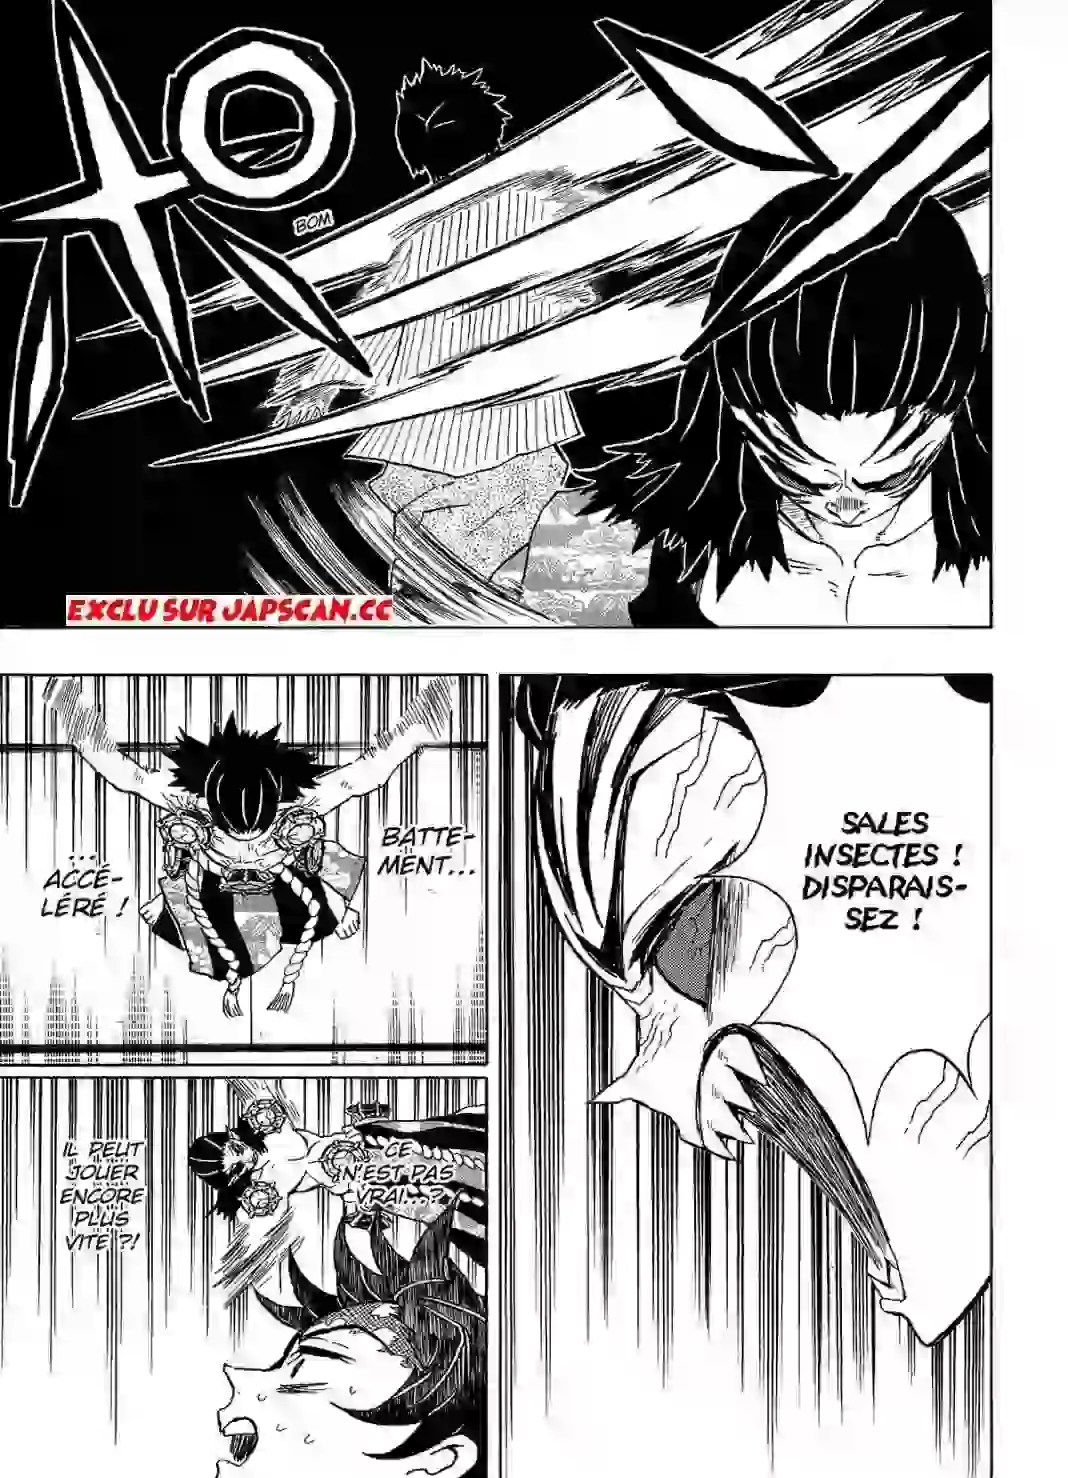 ポ
BOM
EXCLU SUR JAPSCAN.CC
SALES
INSECTES !
DISPARAIS-
SEZ !
BATTE-
MENT...
...
ACCÉ-
LÉRÉ !
CE
N'EST PAS
VRAI...?
IL PEUT
JOUER
ENCORE
PLUS
VITE ?!